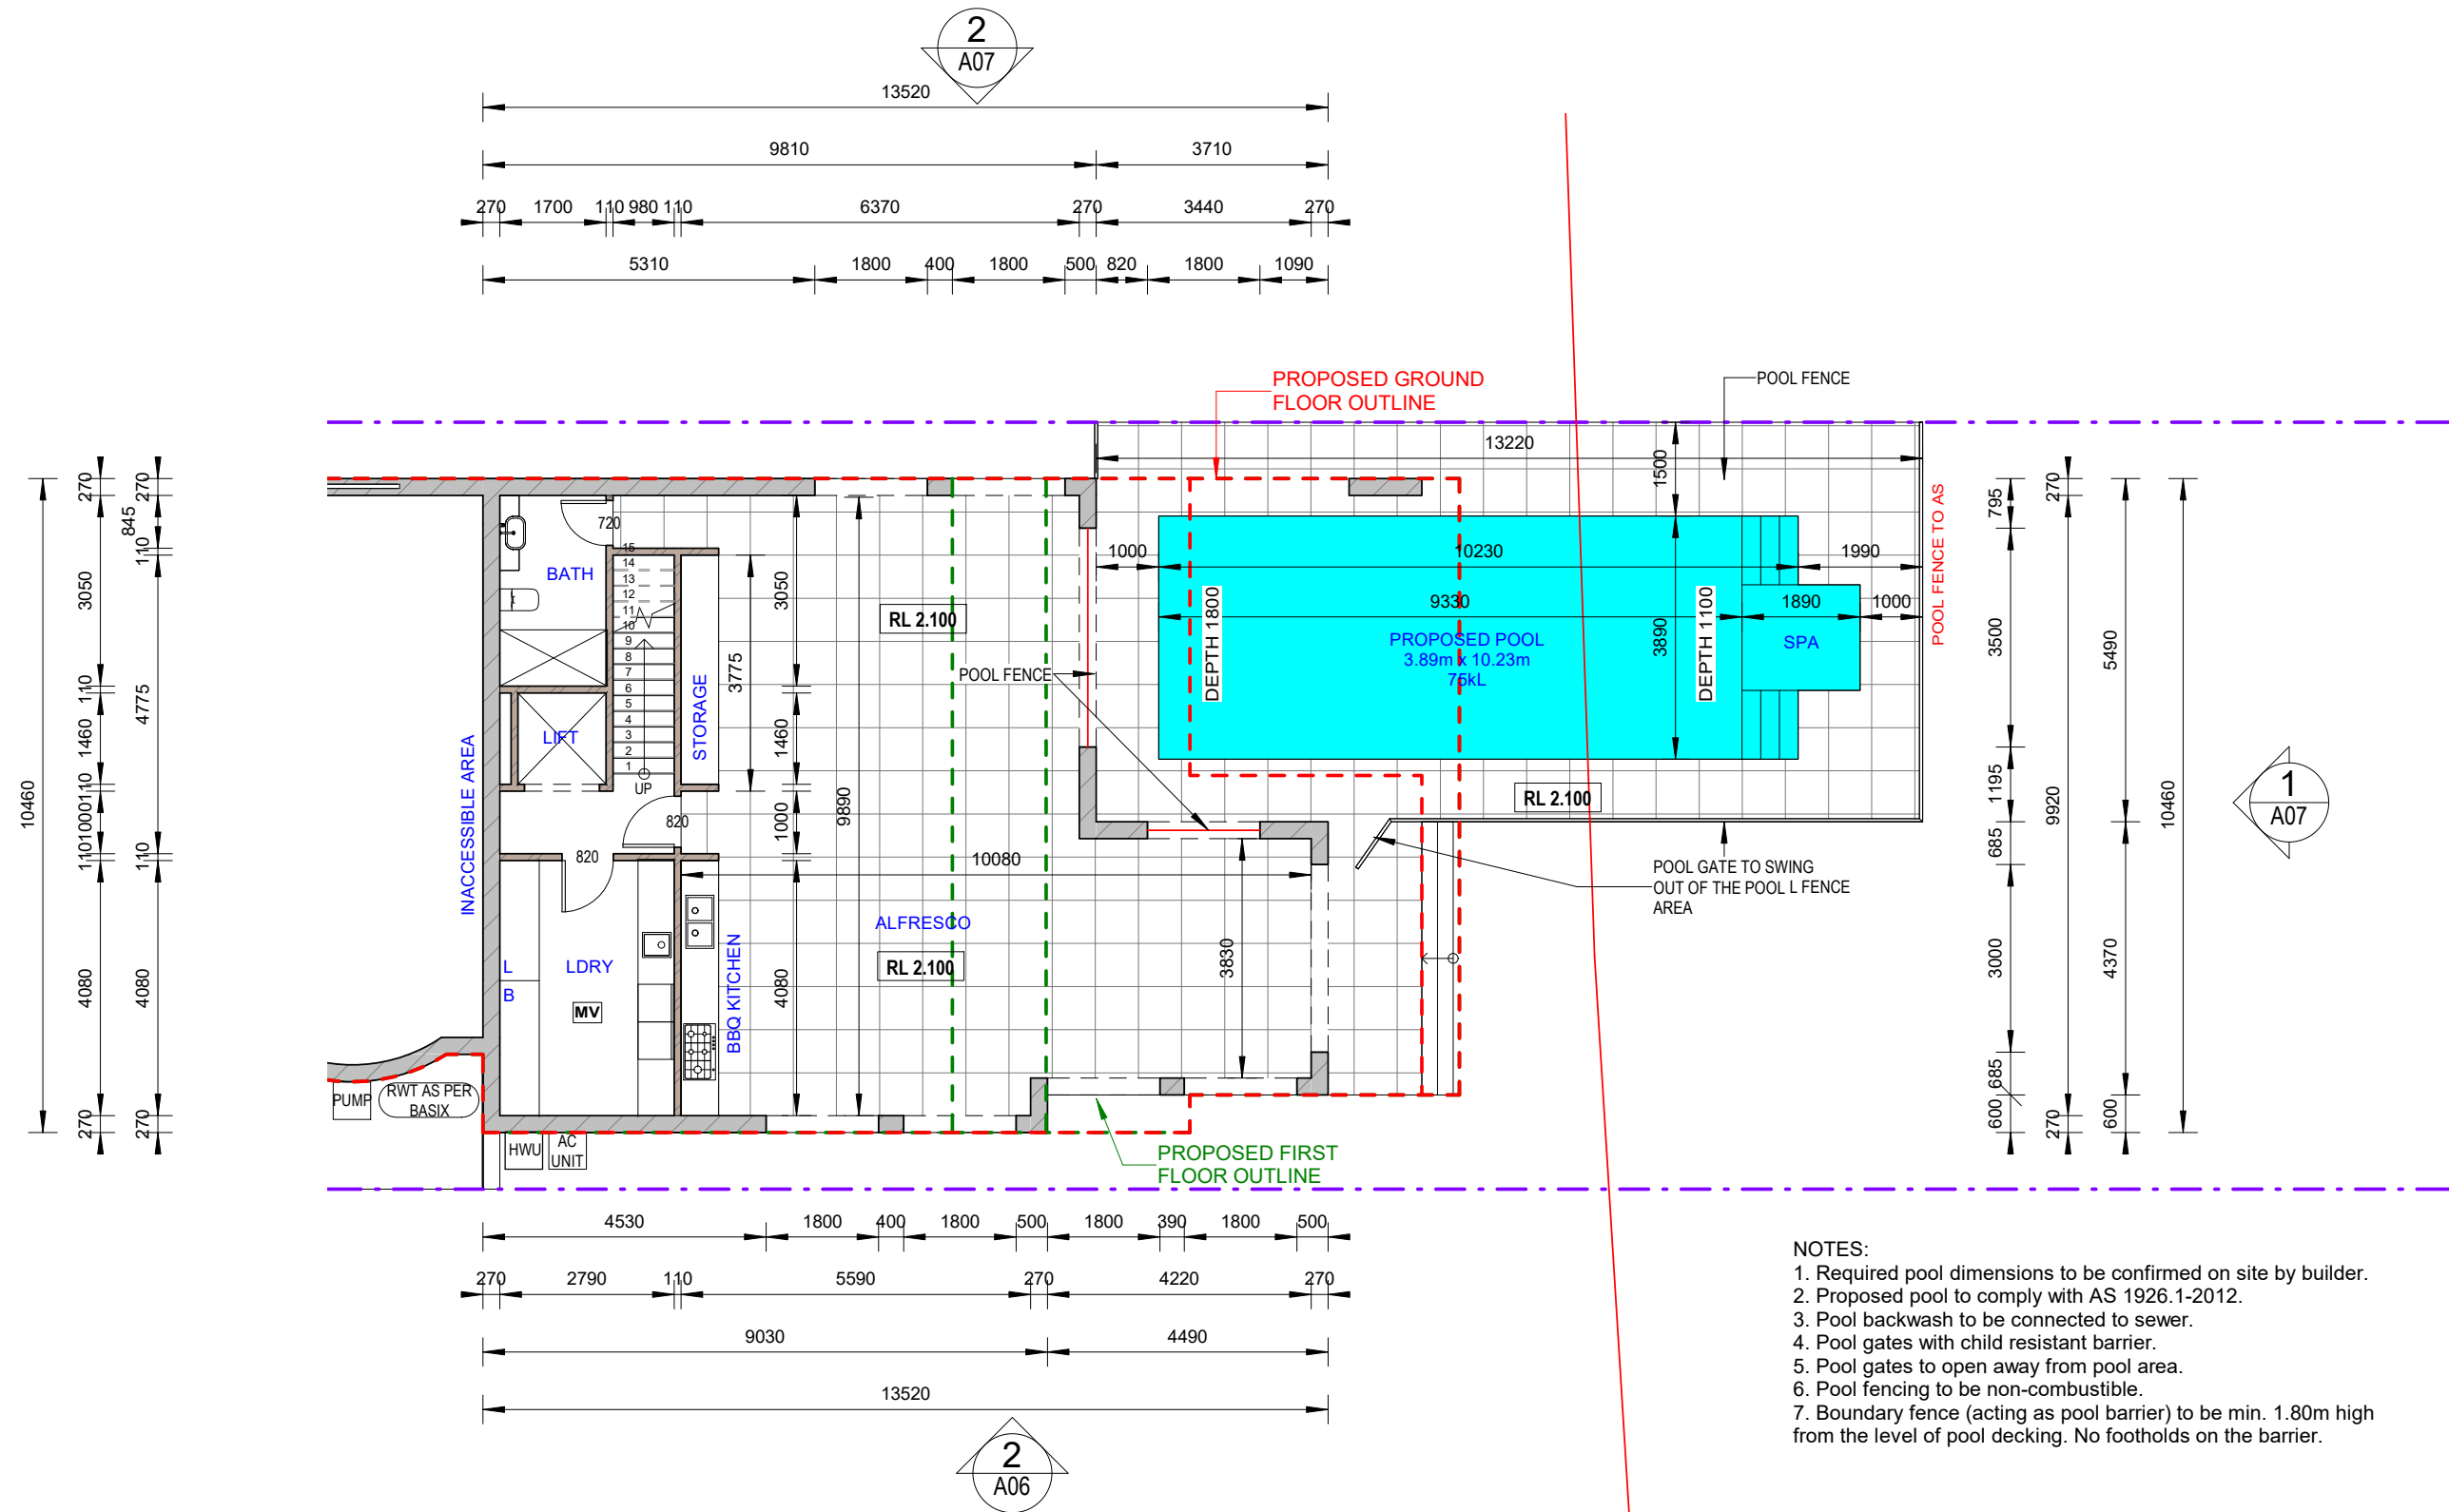 2
A07
13520
9810
3710
270
1700
110
980
110
6370
270
3440
270
5310
1800
400
1800
500
820
1800
1090
PROPOSED GROUND
FLOOR OUTLINE
POOL FENCE
13220
1500
POOL FENCE TO AS
10460
270
3050
110
1460
110
1000
110
4080
270
270
845
110
4775
110
4080
270
INACCESSIBLE AREA
720
BATH
15
14
13
12
11
10
9
8
7
6
5
4
3
2
1
UP
LIFT
STORAGE
3775
3050
1460
1000
4080
9890
RL 2.100
POOL FENCE
1000
10230
1990
DEPTH 1800
9330
DEPTH 1100
1890
1000
3890
PROPOSED POOL
3.89m x 10.23m
75kL
SPA
RL 2.100
820
820
10080
POOL GATE TO SWING
OUT OF THE POOL L FENCE
AREA
ALFRESCO
RL 2.100
3830
L
B
LDRY
MV
BBQ KITCHEN
PUMP
RWT AS PER
BASIX
HWU
AC
UNIT
PROPOSED FIRST
FLOOR OUTLINE
795
3500
1195
685
3000
685
600
270
9920
270
5490
4370
600
10460
1
A07
4530
1800
400
1800
500
1800
390
1800
500
270
2790
110
5590
270
4220
270
9030
4490
13520
2
A06
NOTES:
1. Required pool dimensions to be confirmed on site by builder.
2. Proposed pool to comply with AS 1926.1-2012.
3. Pool backwash to be connected to sewer.
4. Pool gates with child resistant barrier.
5. Pool gates to open away from pool area.
6. Pool fencing to be non-combustible.
7. Boundary fence (acting as pool barrier) to be min. 1.80m high
from the level of pool decking. No footholds on the barrier.